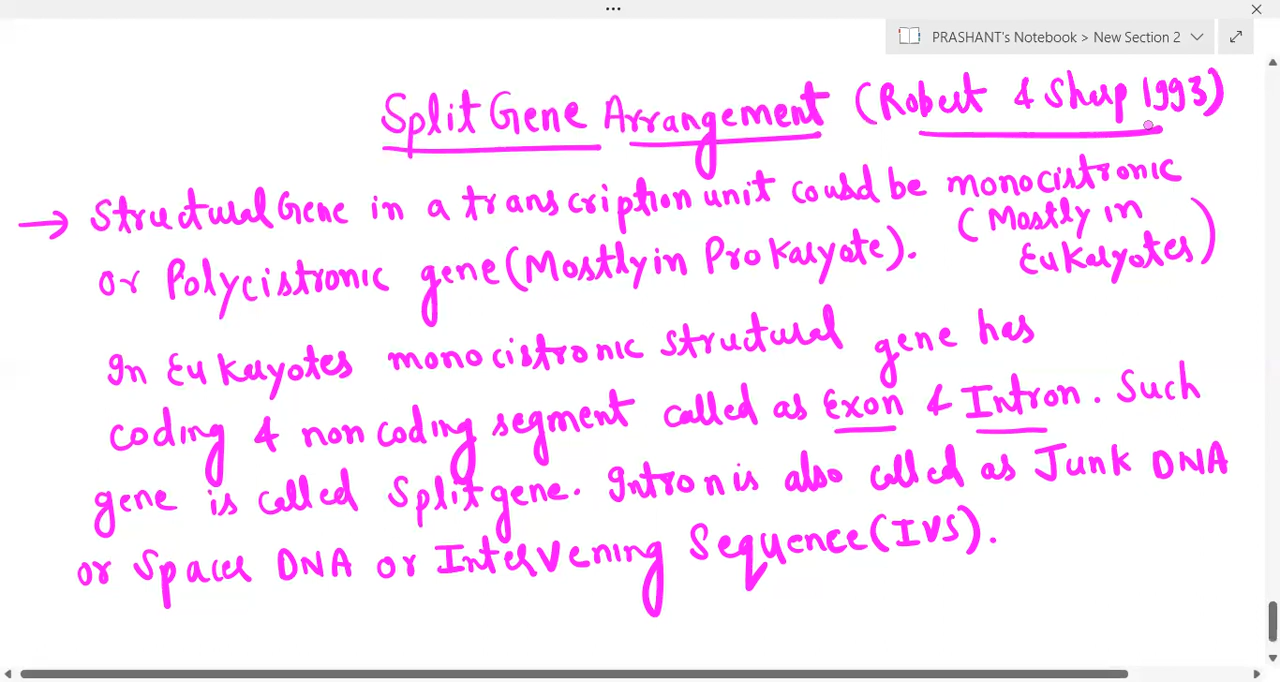 PRASHANT's Notebook > New Section 2
Split Gene Arrangement (Robert & Sharp 1993)
→ Structural Gene in a transcription unit could be monocistronic
(Mostly in Eukaryotes)
or Polycistronic gene (Mostly in Prokaryote).
In Eukaryotes monocistronic structural gene has
coding & non coding segment called as Exon & Intron. Such
gene is called Split gene. Intron is also called as Junk DNA
or Spacer DNA or Intervening Sequence (IVS).